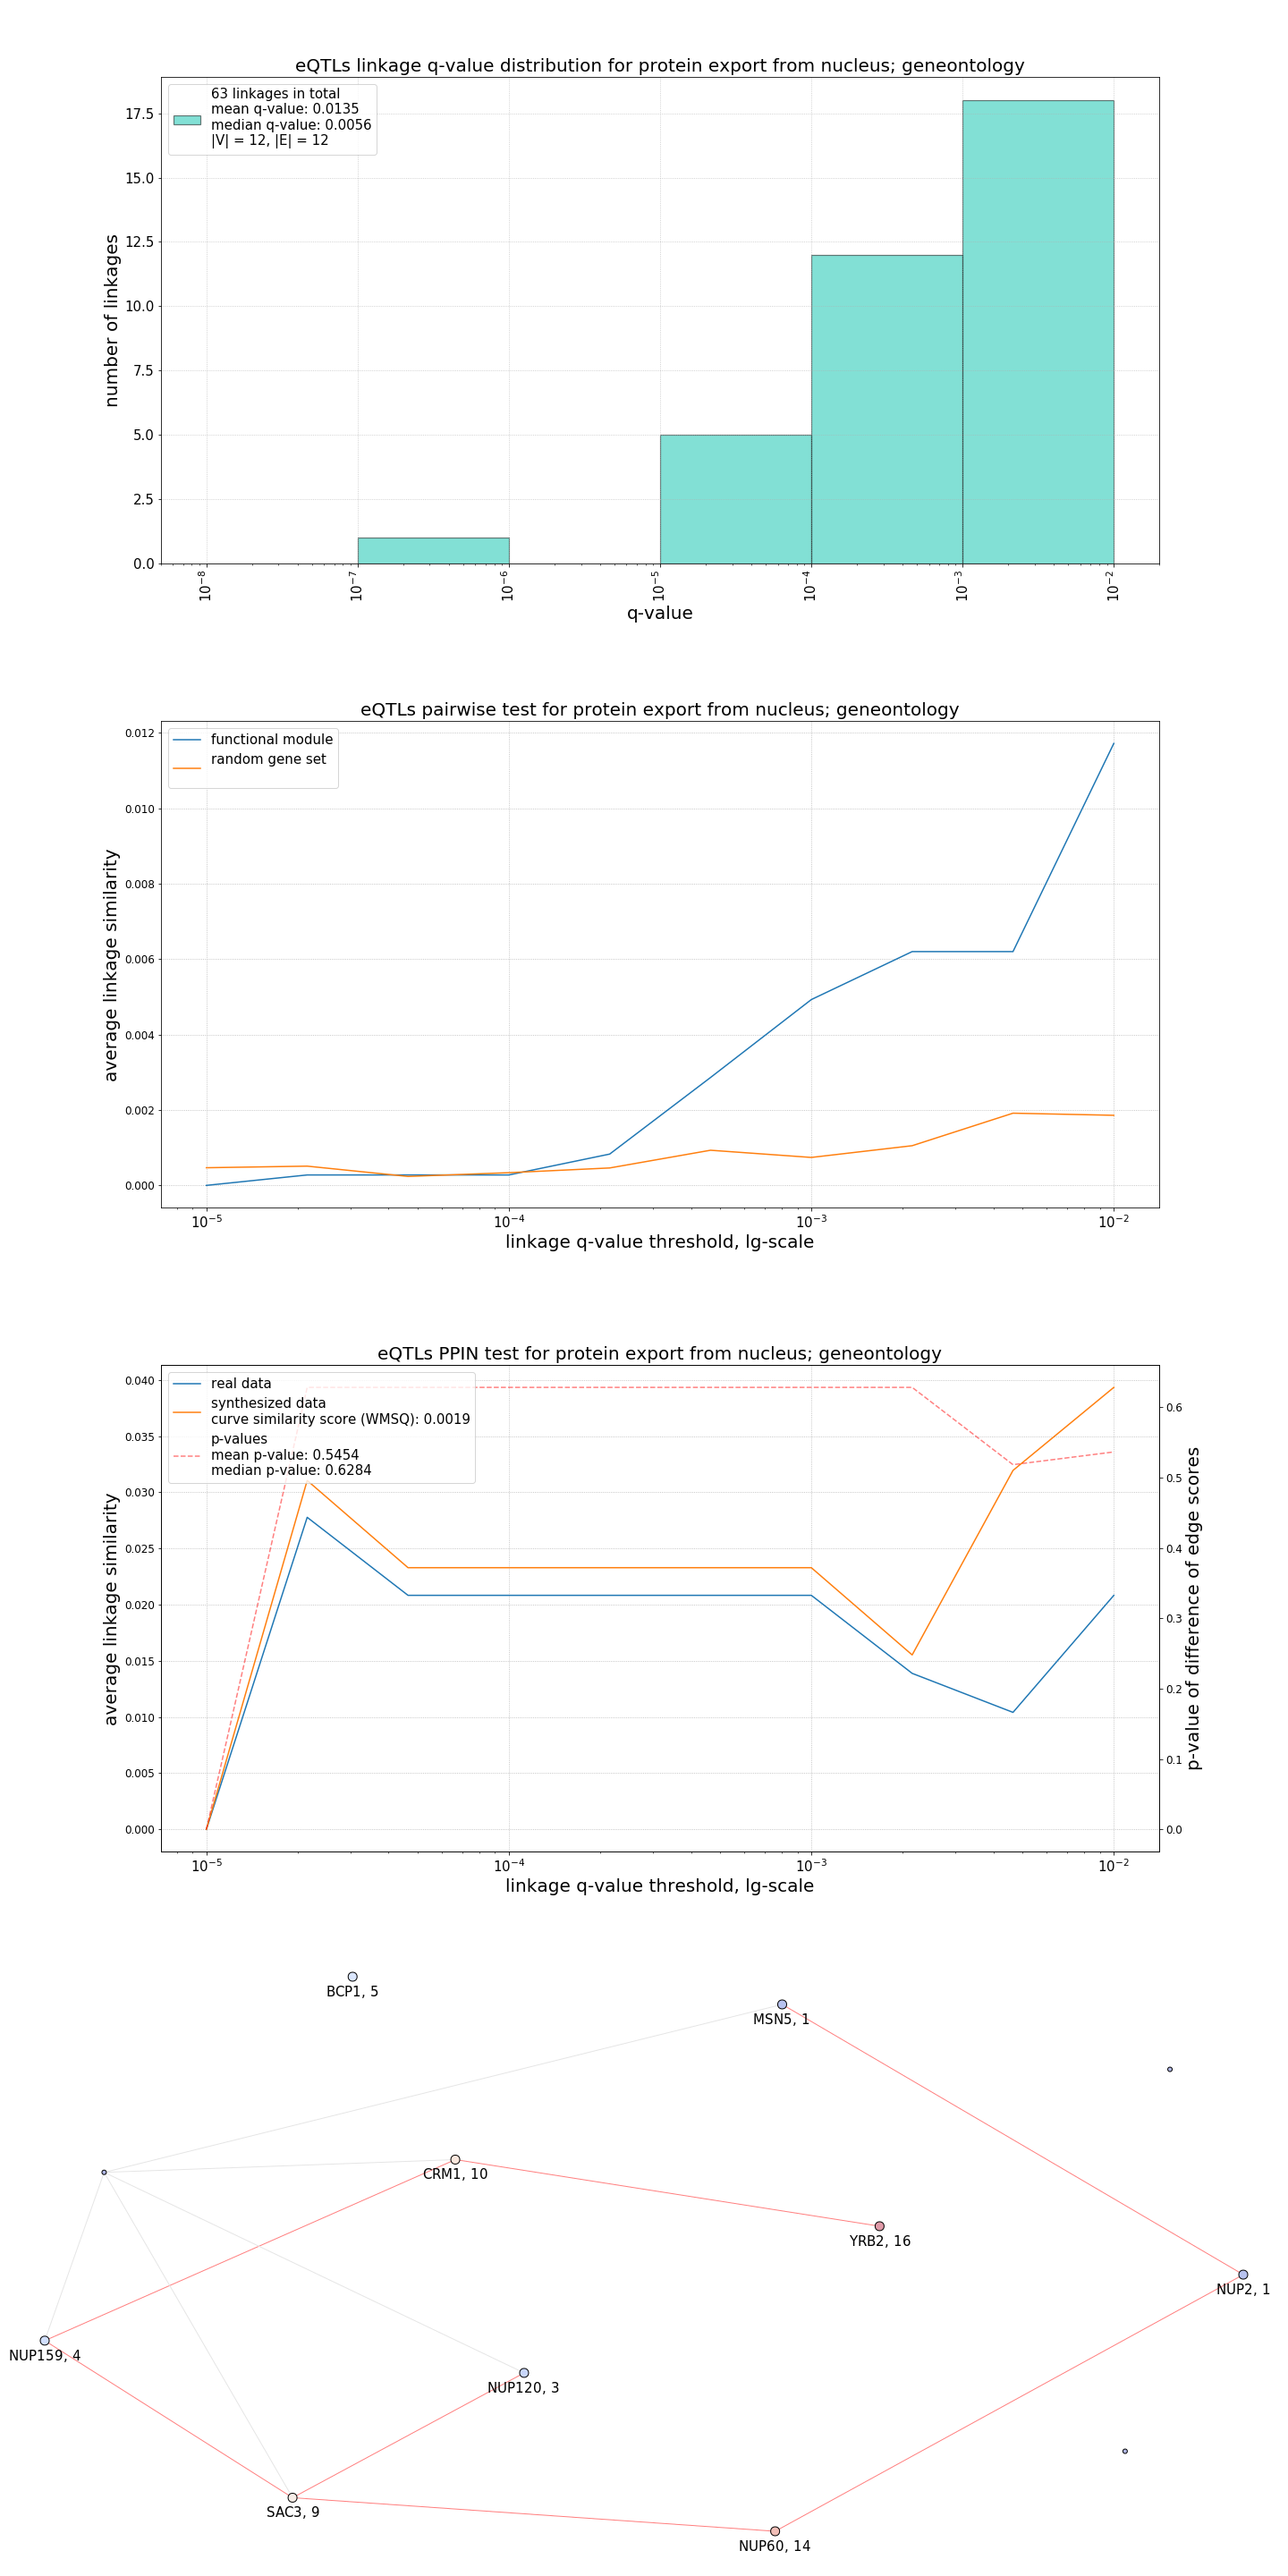 eQTLs linkage q-value distribution for protein export from nucleus; geneontology
63 linkages in total
mean q-value: 0.0135
median q-value: 0.0056
|V| = 12, |E| = 12
number of linkages
17.5
15.0
12.5
10.0
7.5
5.0
2.5
0.0
10⁻⁸
10⁻⁷
10⁻⁶
10⁻⁵
10⁻⁴
10⁻³
10⁻²
q-value
eQTLs pairwise test for protein export from nucleus; geneontology
functional module
random gene set
average linkage similarity
0.012
0.010
0.008
0.006
0.004
0.002
0.000
10⁻⁵
10⁻⁴
10⁻³
10⁻²
linkage q-value threshold, lg-scale
eQTLs PPIN test for protein export from nucleus; geneontology
real data
synthesized data
curve similarity score (WMSQ): 0.0019
p-values
mean p-value: 0.5454
median p-value: 0.6284
average linkage similarity
0.040
0.035
0.030
0.025
0.020
0.015
0.010
0.005
0.000
0.6
0.5
0.4
0.3
0.2
0.1
0.0
p-value of difference of edge scores
10⁻⁵
10⁻⁴
10⁻³
10⁻²
linkage q-value threshold, lg-scale
BCP1, 5
MSN5, 1
CRM1, 10
YRB2, 16
NUP2, 1
NUP159, 4
NUP120, 3
SAC3, 9
NUP60, 14